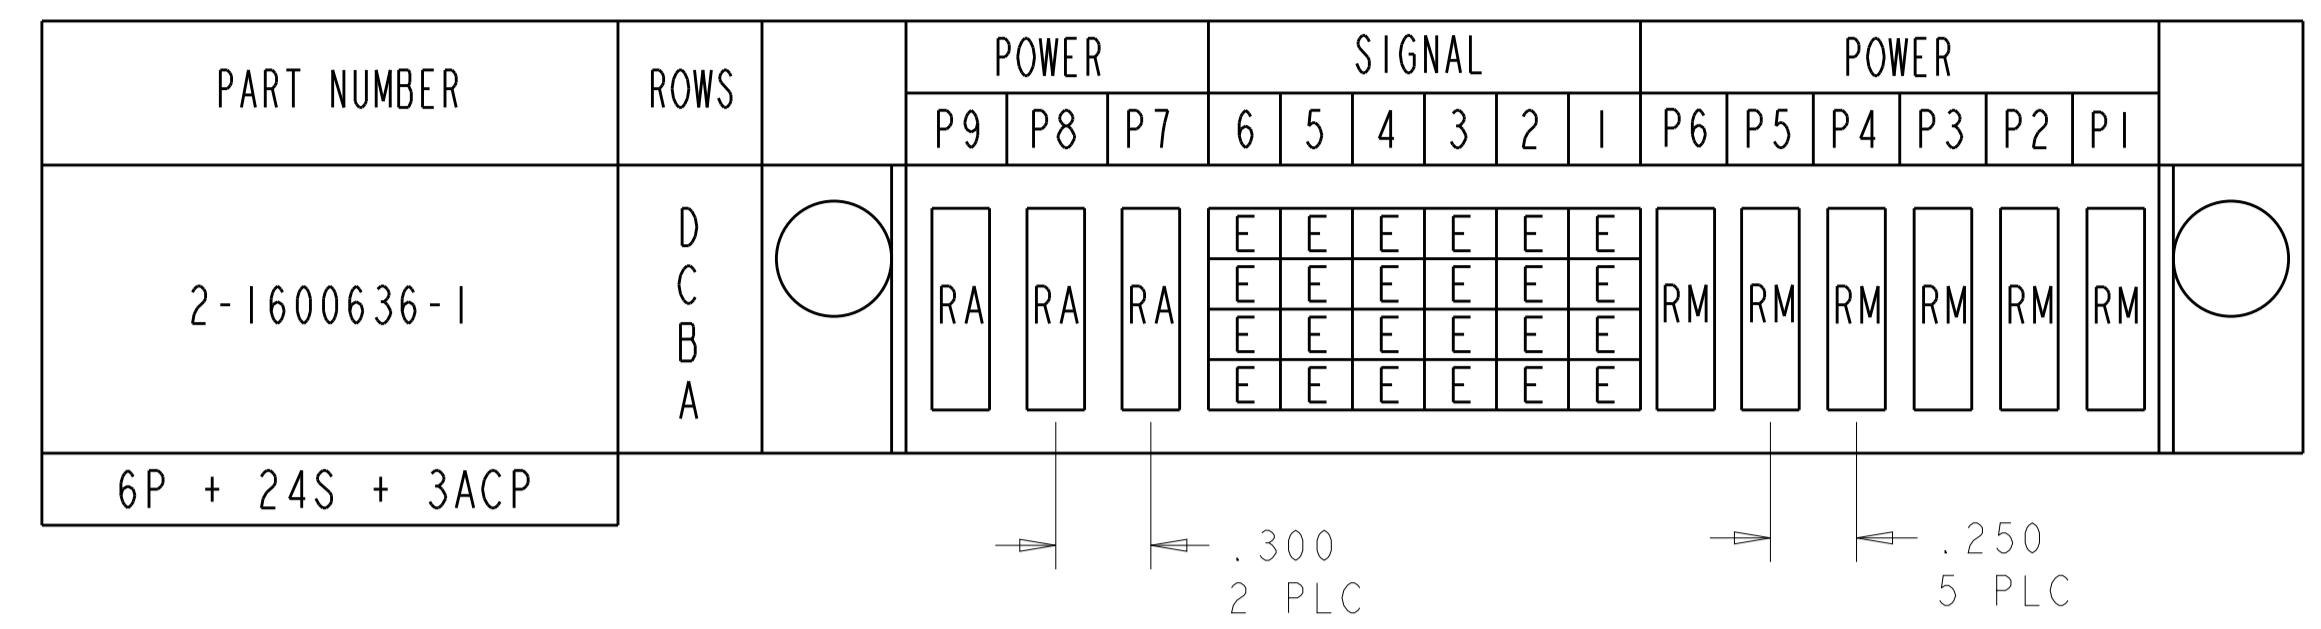 PART NUMBER ROWS POWER SIGNAL POWER
P9 P8 P7 6 5 4 3 2 1 P6 P5 P4 P3 P2 P1
D E E E E E E
C E E E E E E
2-1600636-1 RA RA RA RM RM RM RM RM RM
B E E E E E E
A E E E E E E
6P + 24S + 3ACP
.300
2 PLC
.250
5 PLC